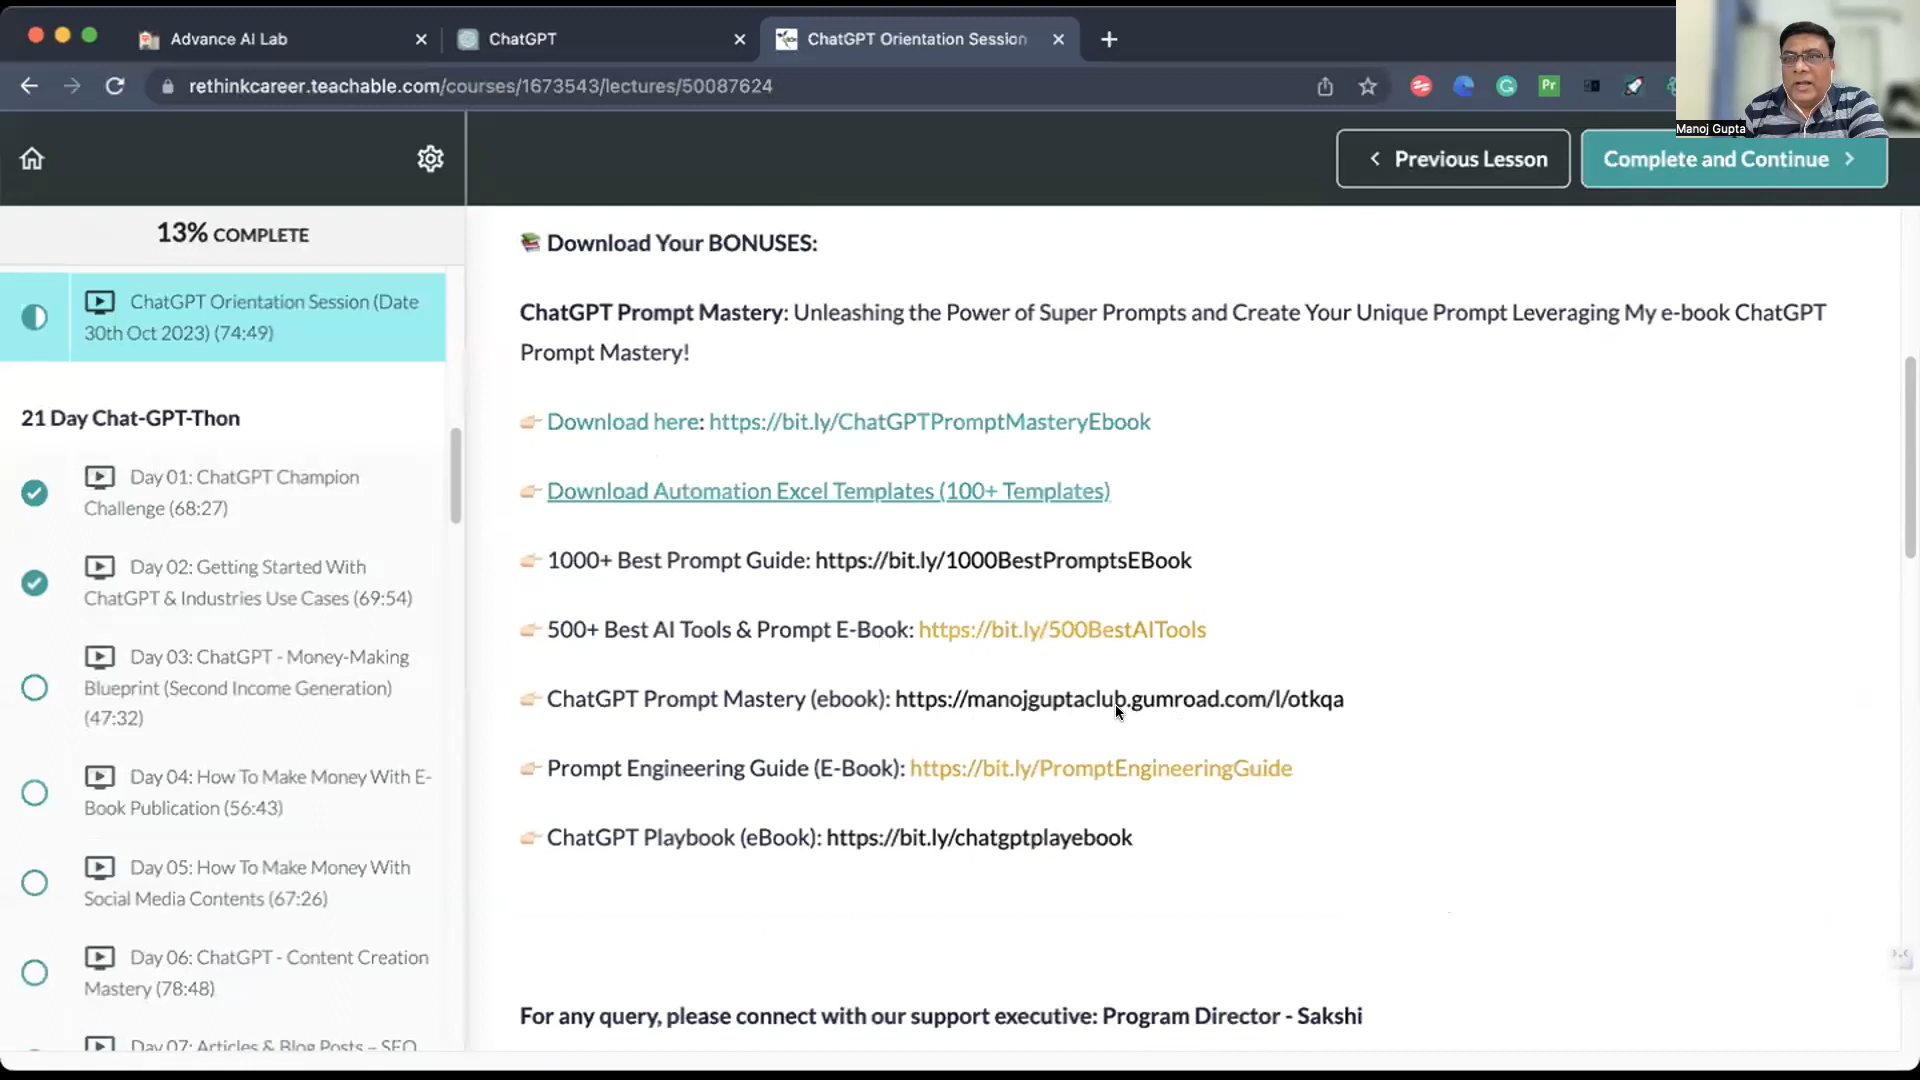 Advance AI Lab
ChatGPT
ChatGPT Orientation Session
rethinkcareer.teachable.com/courses/1673543/lectures/50087624
Pr
Manoj Gupta
Previous Lesson
Complete and Continue
13% COMPLETE
ChatGPT Orientation Session (Date
30th Oct 2023) (74:49)
21 Day Chat-GPT-Thon
Day 01: ChatGPT Champion
Challenge (68:27)
Day 02: Getting Started With
ChatGPT & Industries Use Cases (69:54)
Day 03: ChatGPT - Money-Making
Blueprint (Second Income Generation)
(47:32)
Day 04: How To Make Money With E-
Book Publication (56:43)
Day 05: How To Make Money With
Social Media Contents (67:26)
Day 06: ChatGPT - Content Creation
Mastery (78:48)
Day 07: Articles & Blog Posts – SEO
Download Your BONUSES:
ChatGPT Prompt Mastery: Unleashing the Power of Super Prompts and Create Your Unique Prompt Leveraging My e-book ChatGPT
Prompt Mastery!
Download here: https://bit.ly/ChatGPTPromptMasteryEbook
Download Automation Excel Templates (100+ Templates)
1000+ Best Prompt Guide: https://bit.ly/1000BestPromptsEBook
500+ Best AI Tools & Prompt E-Book: https://bit.ly/500BestAITools
ChatGPT Prompt Mastery (ebook): https://manojguptaclub.gumroad.com/l/otkqa
Prompt Engineering Guide (E-Book): https://bit.ly/PromptEngineeringGuide
ChatGPT Playbook (eBook): https://bit.ly/chatgptplayebook
For any query, please connect with our support executive: Program Director - Sakshi